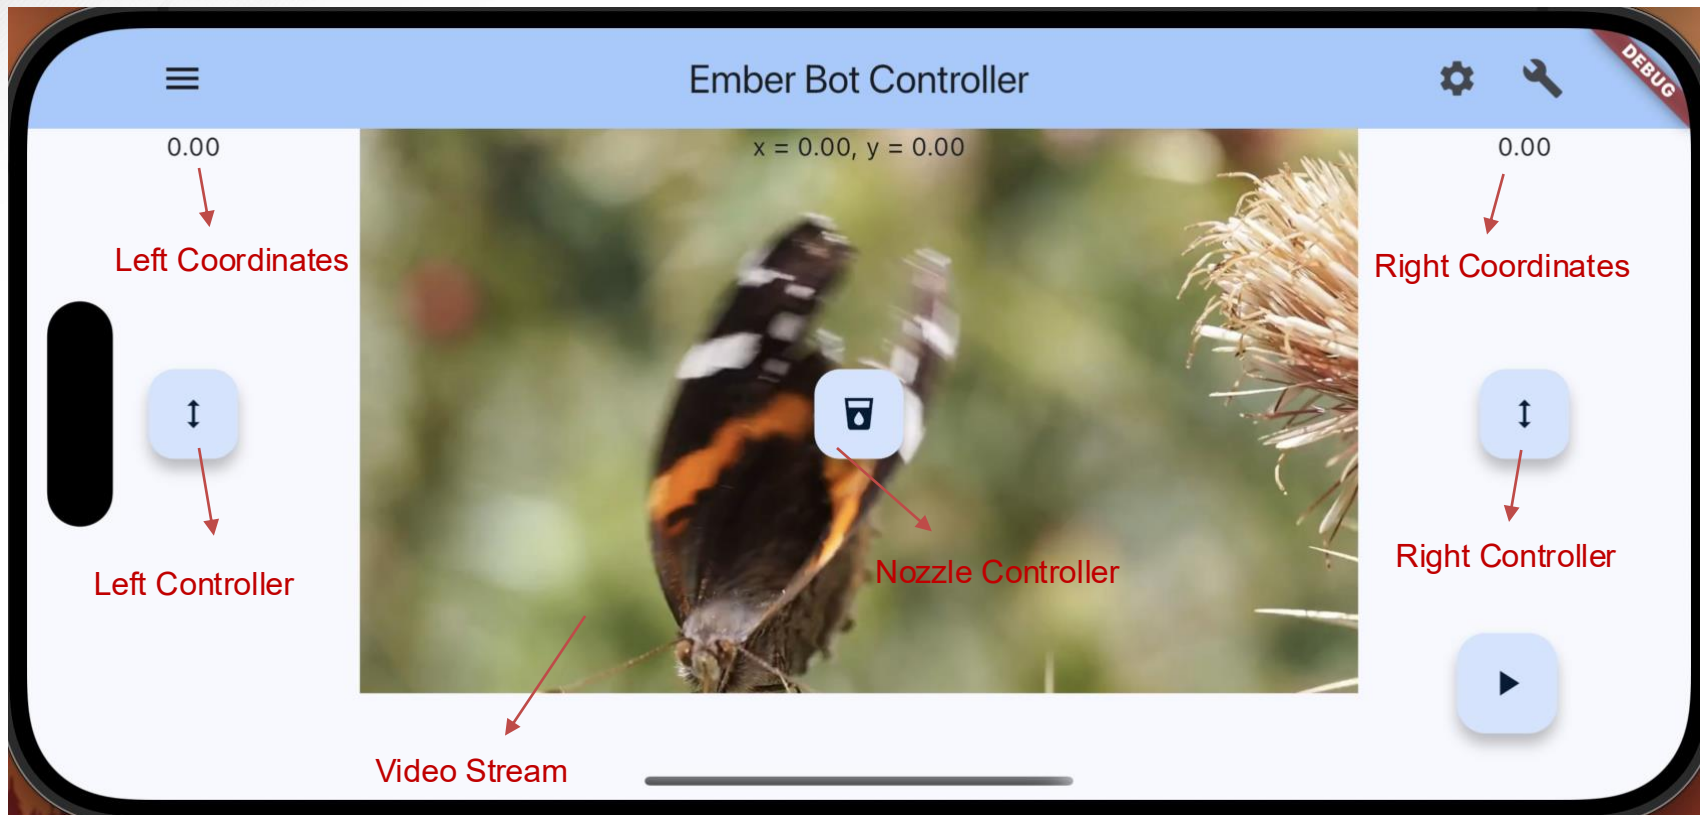 Ember Bot Controller
DEBUG
0.00
x = 0.00, y = 0.00
0.00
Left Coordinates
Right Coordinates
Left Controller
Nozzle Controller
Right Controller
Video Stream